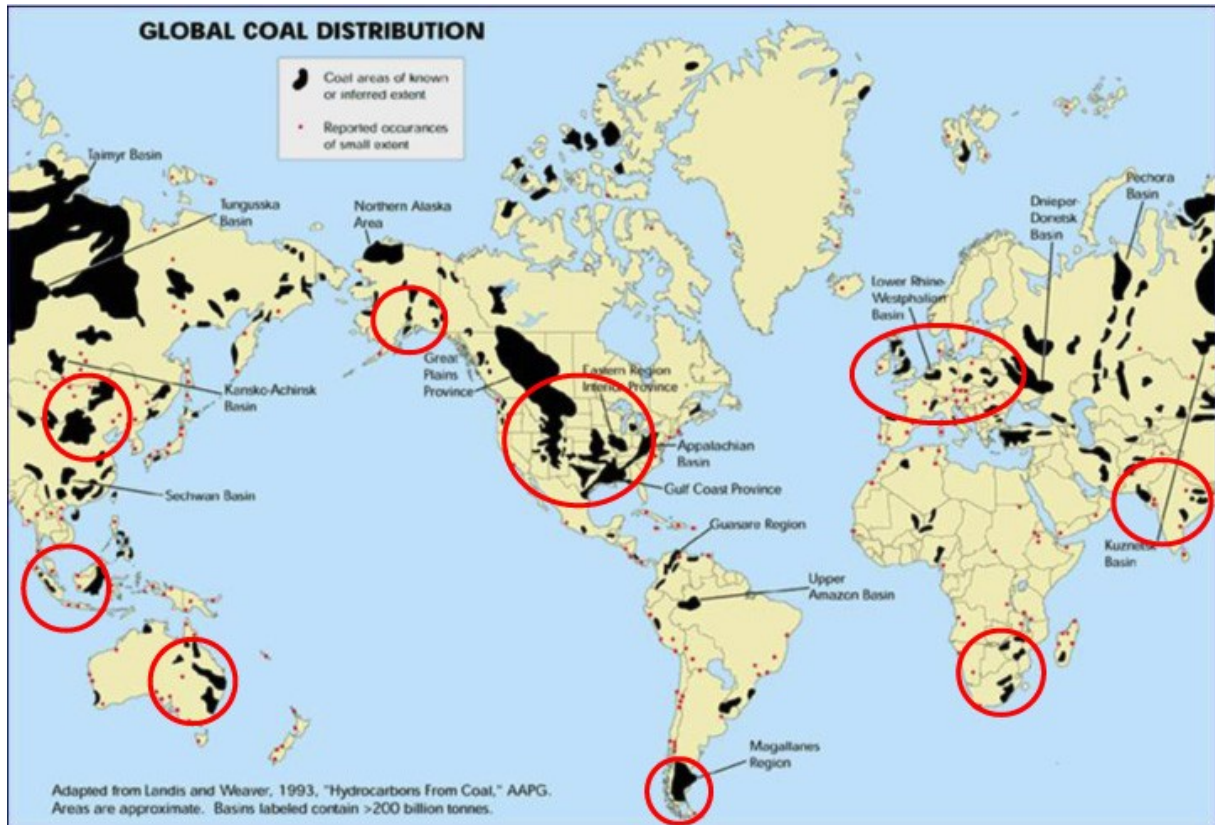 GLOBAL COAL DISTRIBUTION
Coal areas of known
or inferred extent
Reported occurances
of small extent
Taimyr Basin
Tungusska
Basin
Northern Alaska
Area
Pechora
Basin
Dnieper-
Donetsk
Basin
Lower Rhine-
Westphalian
Basin
Great
Plains
Province
Eastern Region
Interior Province
Kansko-Achinsk
Basin
Appalachian
Basin
Sechwan Basin
Gulf Coast Province
Guasare Region
Kuznetsk
Basin
Upper
Amazon Basin
Magallanes
Region
Adapted from Landis and Weaver, 1993, "Hydrocarbons From Coal," AAPG.
Areas are approximate. Basins labeled contain >200 billion tonnes.